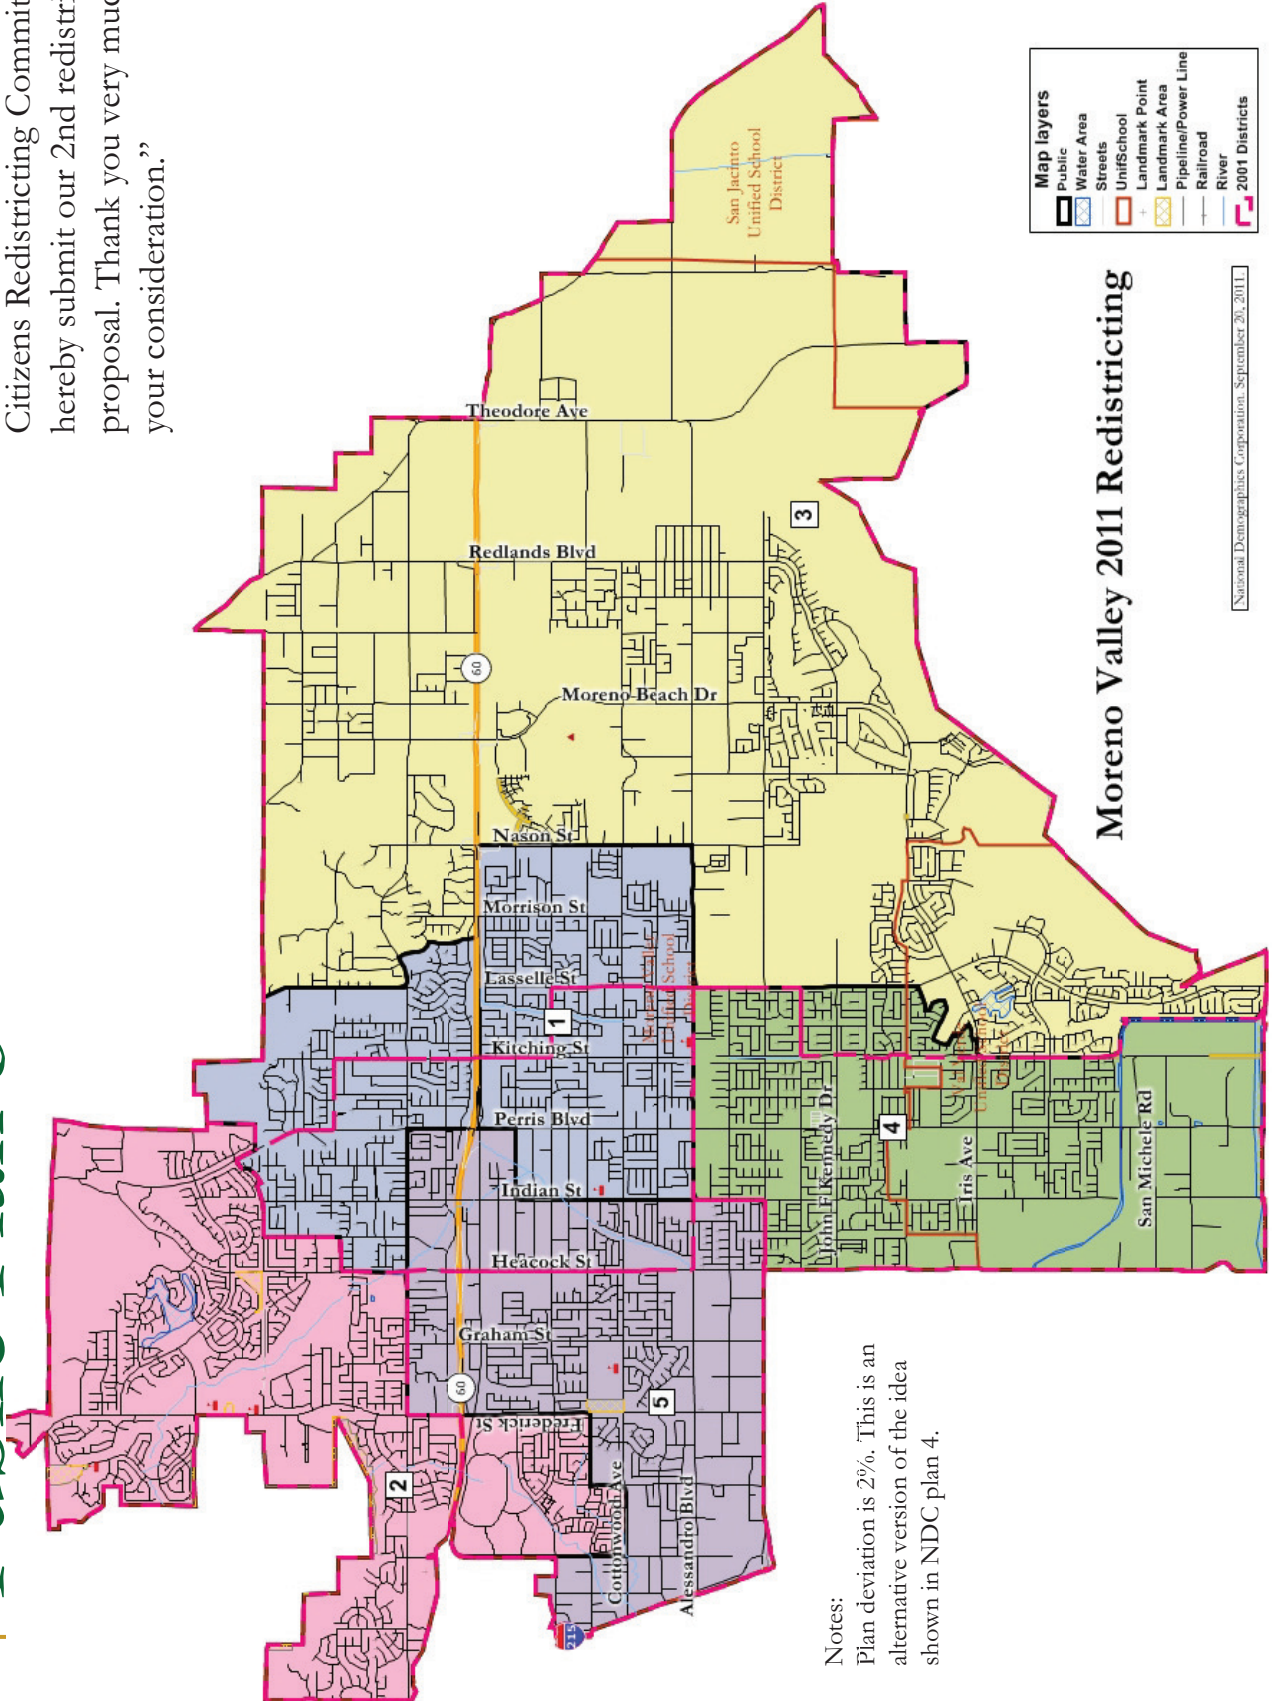 Citizens Redistricting Commit
hereby submit our 2nd redistri
proposal. Thank you very muc
your consideration.”
San Jacinto
Unified School
District
Map layers
Public
Water Area
Streets
UnifSchool
Landmark Point
Landmark Area
Pipeline/Power Line
Railroad
River
2001 Districts
Theodore Ave
Redlands Blvd
3
60
Moreno Beach Dr
Nason St
Morrison St
Lasselle St
Unified School
1
Kitching St
Perris Blvd
Indian St
Heacock St
Graham St
60
Frederick St
5
2
Cottonwood Ave
Alessandro Blvd
215
John F Kennedy Dr
4
Iris Ave
San Michele Rd
Moreno Valley 2011 Redistricting
National Demographics Corporation, September 20, 2011.
Notes:
Plan deviation is 2%. This is an
alternative version of the idea
shown in NDC plan 4.